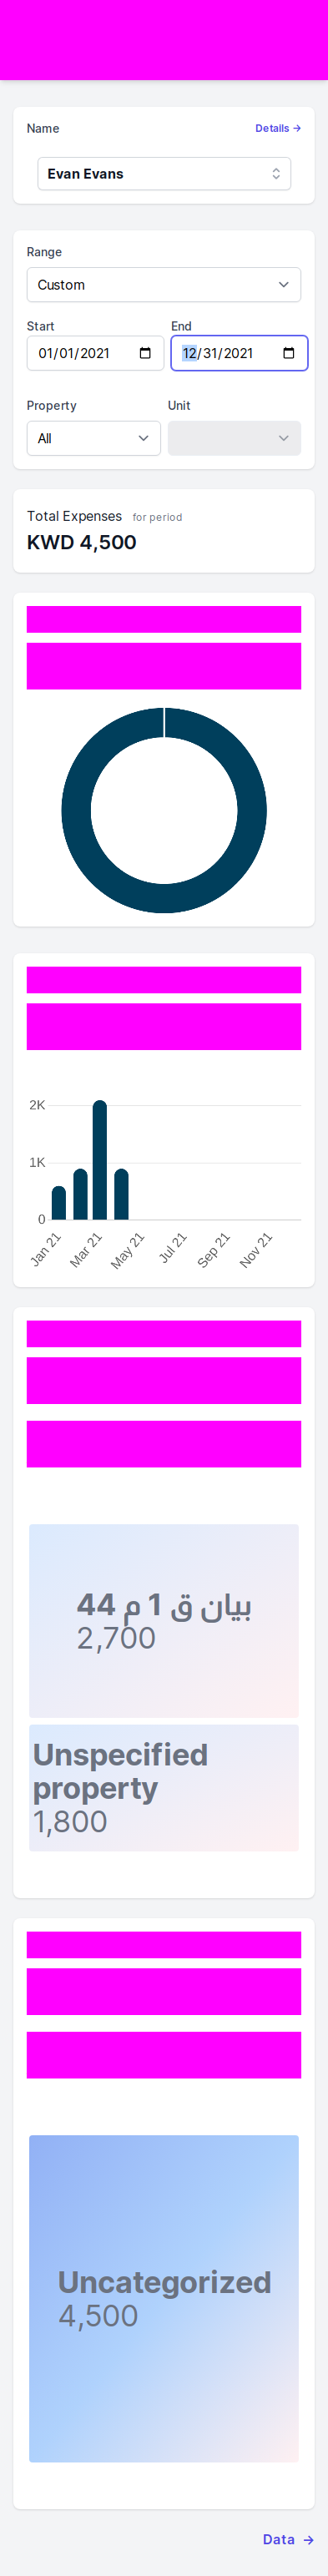 Name
Details →
Evan Evans
Range
Custom
Start
End
01/01/2021
12/31/2021
Property
Unit
All
Total Expenses for period
KWD 4,500
2K
1K
0
Jan 21
Mar 21
May 21
Jul 21
Sep 21
Nov 21
بيان ق 1 م 44
2,700
Unspecified
property
1,800
Uncategorized
4,500
Data →